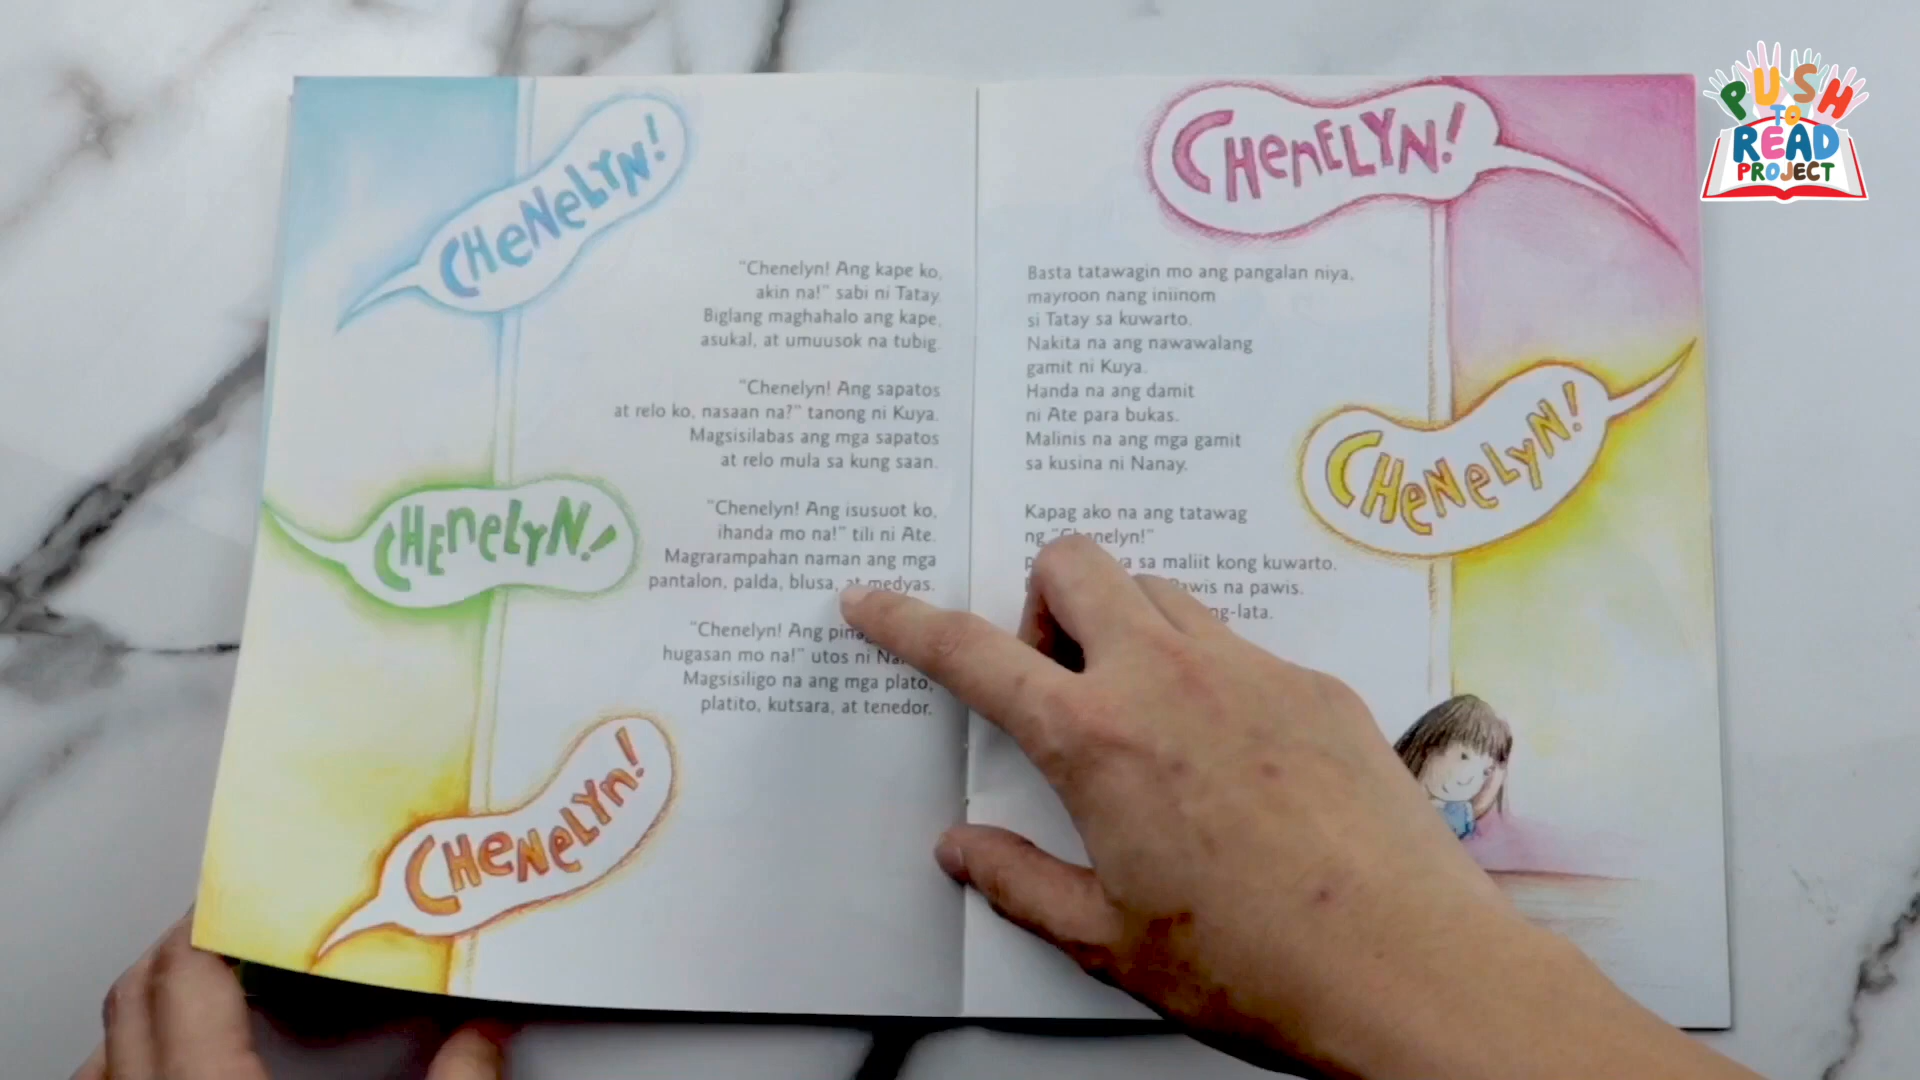 CHENELYN!
"Chenelyn! Ang kape ko,
akin na!" sabi ni Tatay.
Biglang maghahalo ang kape,
asukal, at umuusok na tubig.
"Chenelyn! Ang sapatos
at relo ko, nasaan na?" tanong ni Kuya.
Magsisilabas ang mga sapatos
at relo mula sa kung saan.
CHENELYN!
"Chenelyn! Ang isusuot ko,
ihanda mo na!" tili ni Ate.
Magrarampahan naman ang mga
pantalon, palda, blusa, at medyas.
"Chenelyn! Ang
hugasan mo na!" utos ni
Magsisiligo na ang mga plato,
platito, kutsara, at tenedor.
CHENELYN!
CHENELYN!
Basta tatawagin mo ang pangalan niya,
mayroon nang iniinom
si Tatay sa kuwarto.
Nakita na ang nawawalang
gamit ni Kuya.
Handa na ang damit
ni Ate para bukas.
Malinis na ang mga gamit
sa kusina ni Nanay.
CHENELYN!
Kapag ako na ang tatawag
ng "Chenelyn!"
sa maliit kong kuwarto.
na pawis.
PUSH
TO
READ
PROJECT